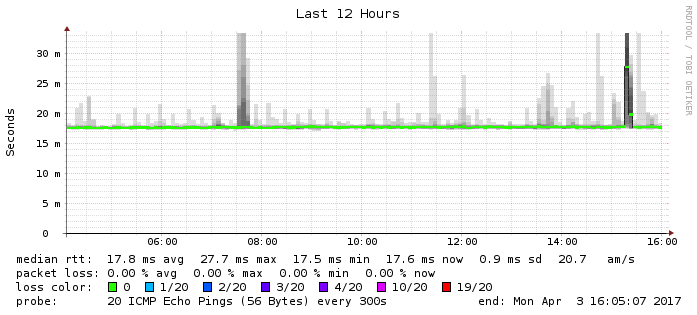 Last 12 Hours
RRDTOOL / TOBI OETIKER
Seconds
30 m
25 m
20 m
15 m
10 m
5 m
0
06:00 08:00 10:00 12:00 14:00 16:00
median rtt: 17.8 ms avg 27.7 ms max 17.5 ms min 17.6 ms now 0.9 ms sd 20.7 am/s
packet loss: 0.00 % avg 0.00 % max 0.00 % min 0.00 % now
loss color: 0 1/20 2/20 3/20 4/20 10/20 19/20
probe: 20 ICMP Echo Pings (56 Bytes) every 300s end: Mon Apr 3 16:05:07 2017